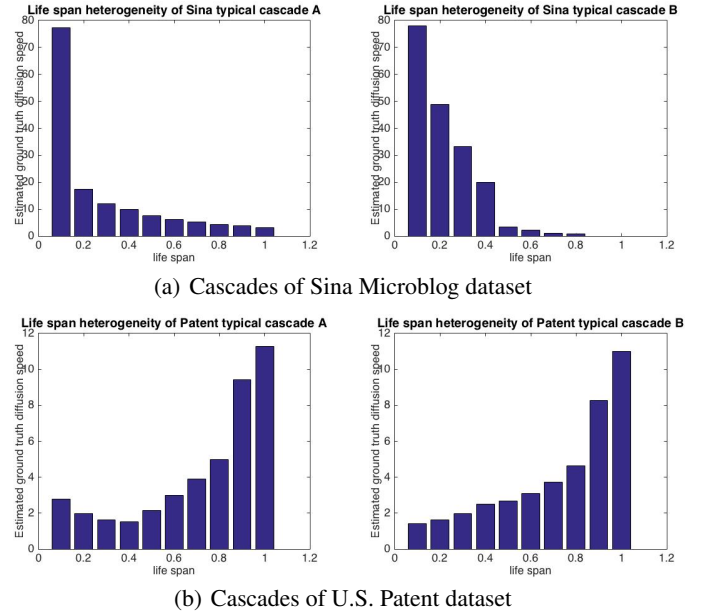 Life span heterogeneity of Sina typical cascade A
Estimated ground truth diffusion speed
80
70
60
50
40
30
20
10
0
0 0.2 0.4 0.6 0.8 1 1.2
life span
Life span heterogeneity of Sina typical cascade B
Estimated ground truth diffusion speed
80
70
60
50
40
30
20
10
0
0 0.2 0.4 0.6 0.8 1 1.2
life span
(a) Cascades of Sina Microblog dataset
Life span heterogeneity of Patent typical cascade A
Estimated ground truth diffusion speed
12
10
8
6
4
2
0
0 0.2 0.4 0.6 0.8 1 1.2
life span
Life span heterogeneity of Patent typical cascade B
Estimated ground truth diffusion speed
12
10
8
6
4
2
0
0 0.2 0.4 0.6 0.8 1 1.2
life span
(b) Cascades of U.S. Patent dataset